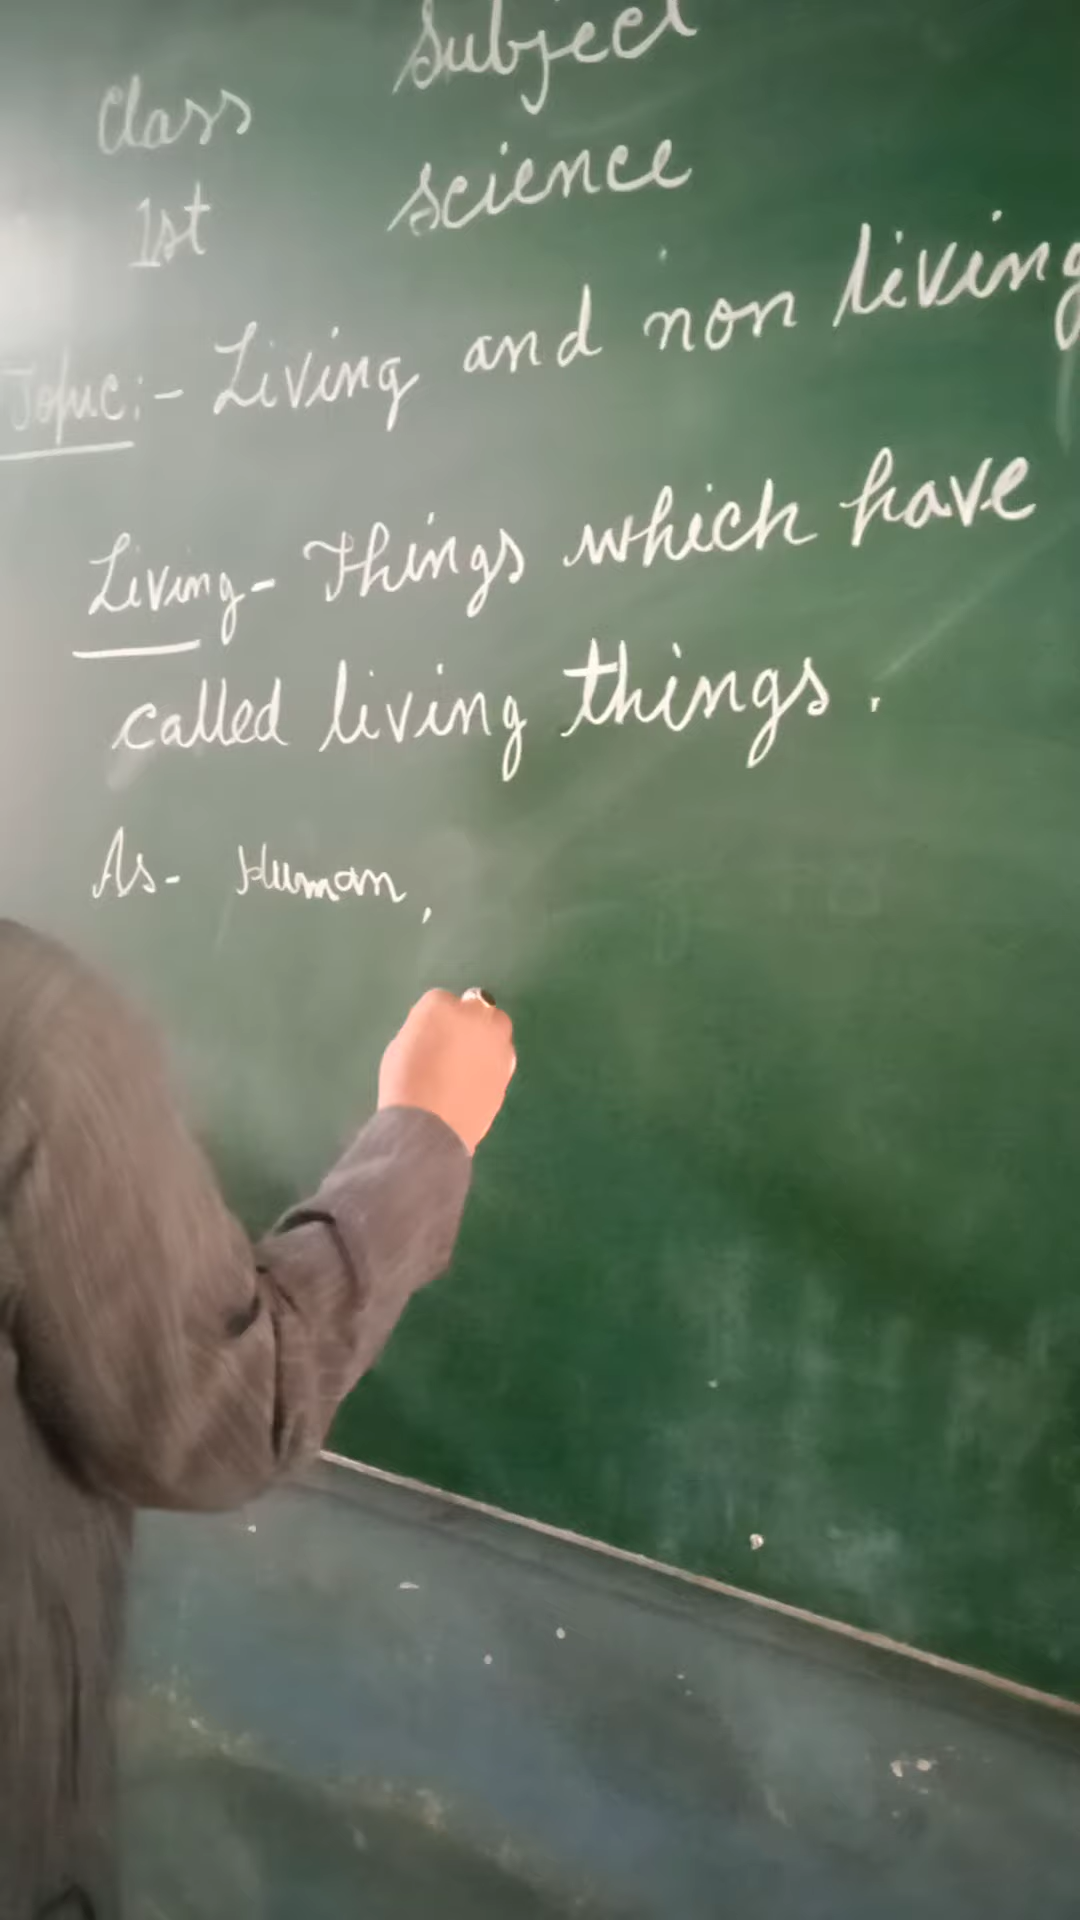 Class Subject
1st science
Topic:- Living and non living
Living- Things which have
called living things.
As- Human,